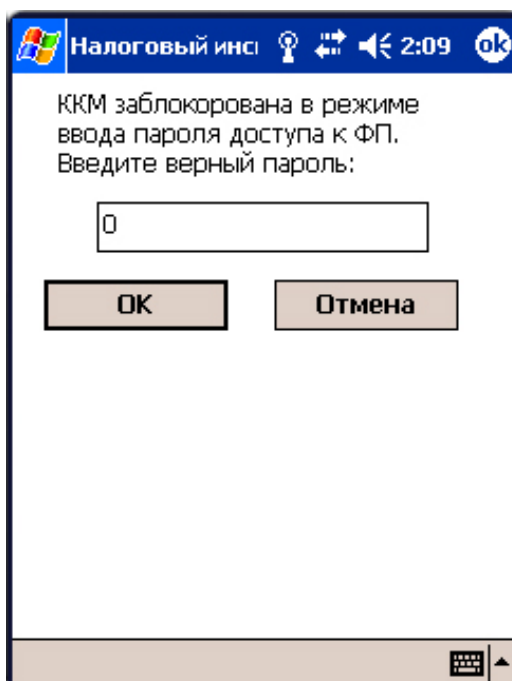 Налоговый инс 2:09 ok
ККМ заблокорована в режиме
ввода пароля доступа к ФП.
Введите верный пароль:
0
OK Отмена